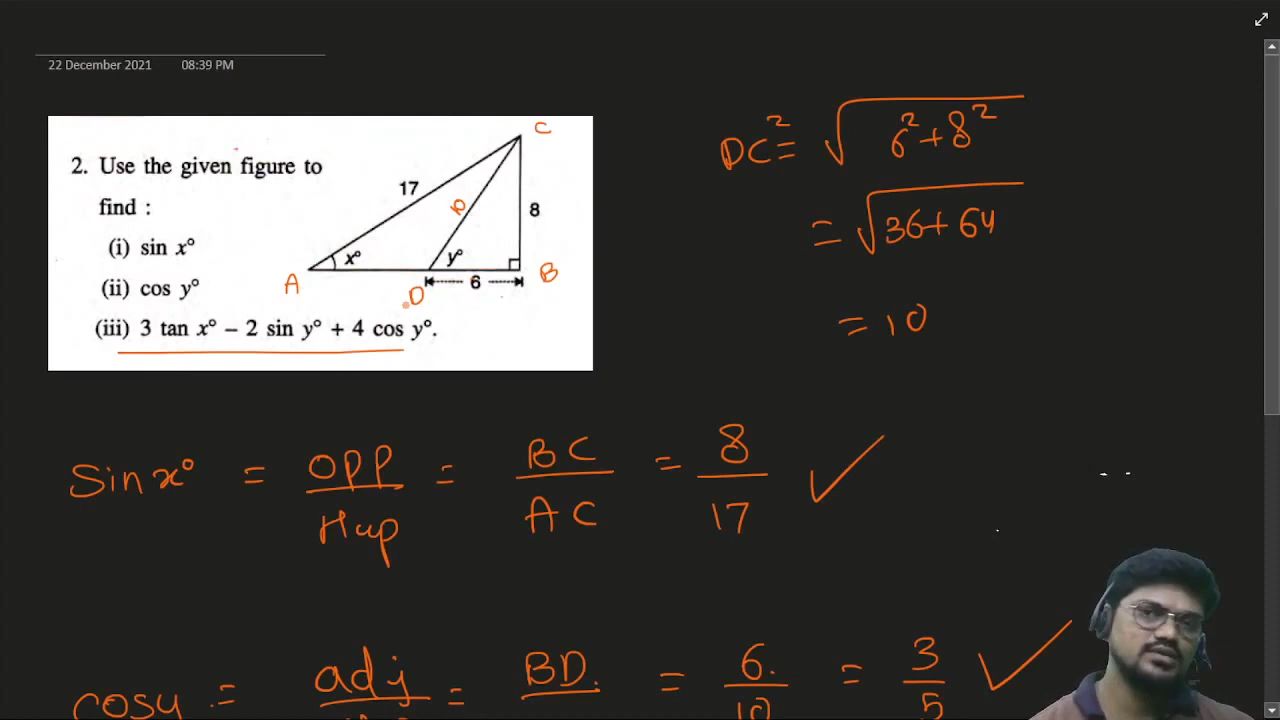 22 December 2021 08:39 PM
2. Use the given figure to
find :
(i) sin x°
(ii) cos y°
(iii) 3 tan x° − 2 sin y° + 4 cos y°.
17
8
x°
y°
6
10
A
B
C
D
DC² = √6² + 8²
= √36 + 64
= 10
Sin x° = OPP/Hyp = BC/AC = 8/17 ✓
cosy = adj = BD. = 6./10 = 3/5 ✓